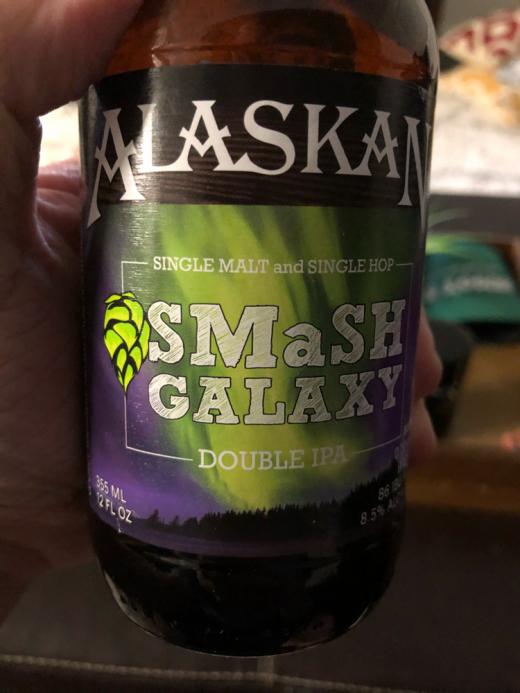 ALASKAN
SINGLE MALT and SINGLE HOP
SMaSH
GALAXY
DOUBLE IPA
355 ML
12 FL OZ
86
8.5%